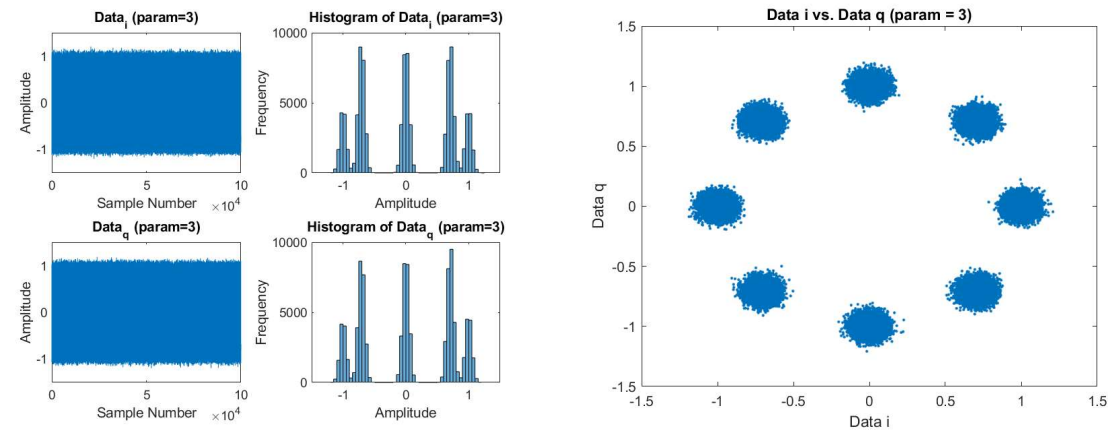 Data_i (param=3)
Amplitude
1
0
-1
0
5
10
Sample Number
×10^4
Histogram of Data_i (param=3)
Frequency
10000
5000
0
-1
0
1
Amplitude
Data_q (param=3)
Amplitude
1
0
-1
0
5
10
Sample Number
×10^4
Histogram of Data_q (param=3)
Frequency
10000
5000
0
-1
0
1
Amplitude
Data i vs. Data q (param = 3)
Data q
1.5
1
0.5
0
-0.5
-1
-1.5
-1.5
-1
-0.5
0
0.5
1
1.5
Data i